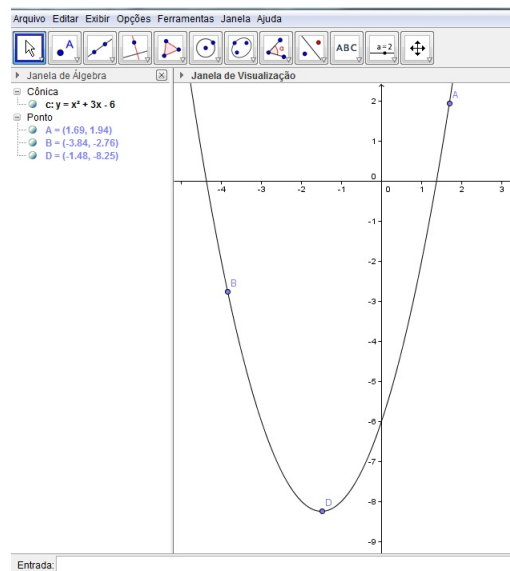 Arquivo Editar Exibir Opções Ferramentas Janela Ajuda
A
α
ABC
a=2
Janela de Álgebra
Cônica
c: y = x² + 3x - 6
Ponto
A = (1.69, 1.94)
B = (-3.84, -2.76)
D = (-1.48, -8.25)
Janela de Visualização
2
A
1
0
-4 -3 -2 -1 0 1 2 3
-1
-2
B
-3
-4
-5
-6
-7
D
-8
-9
Entrada: